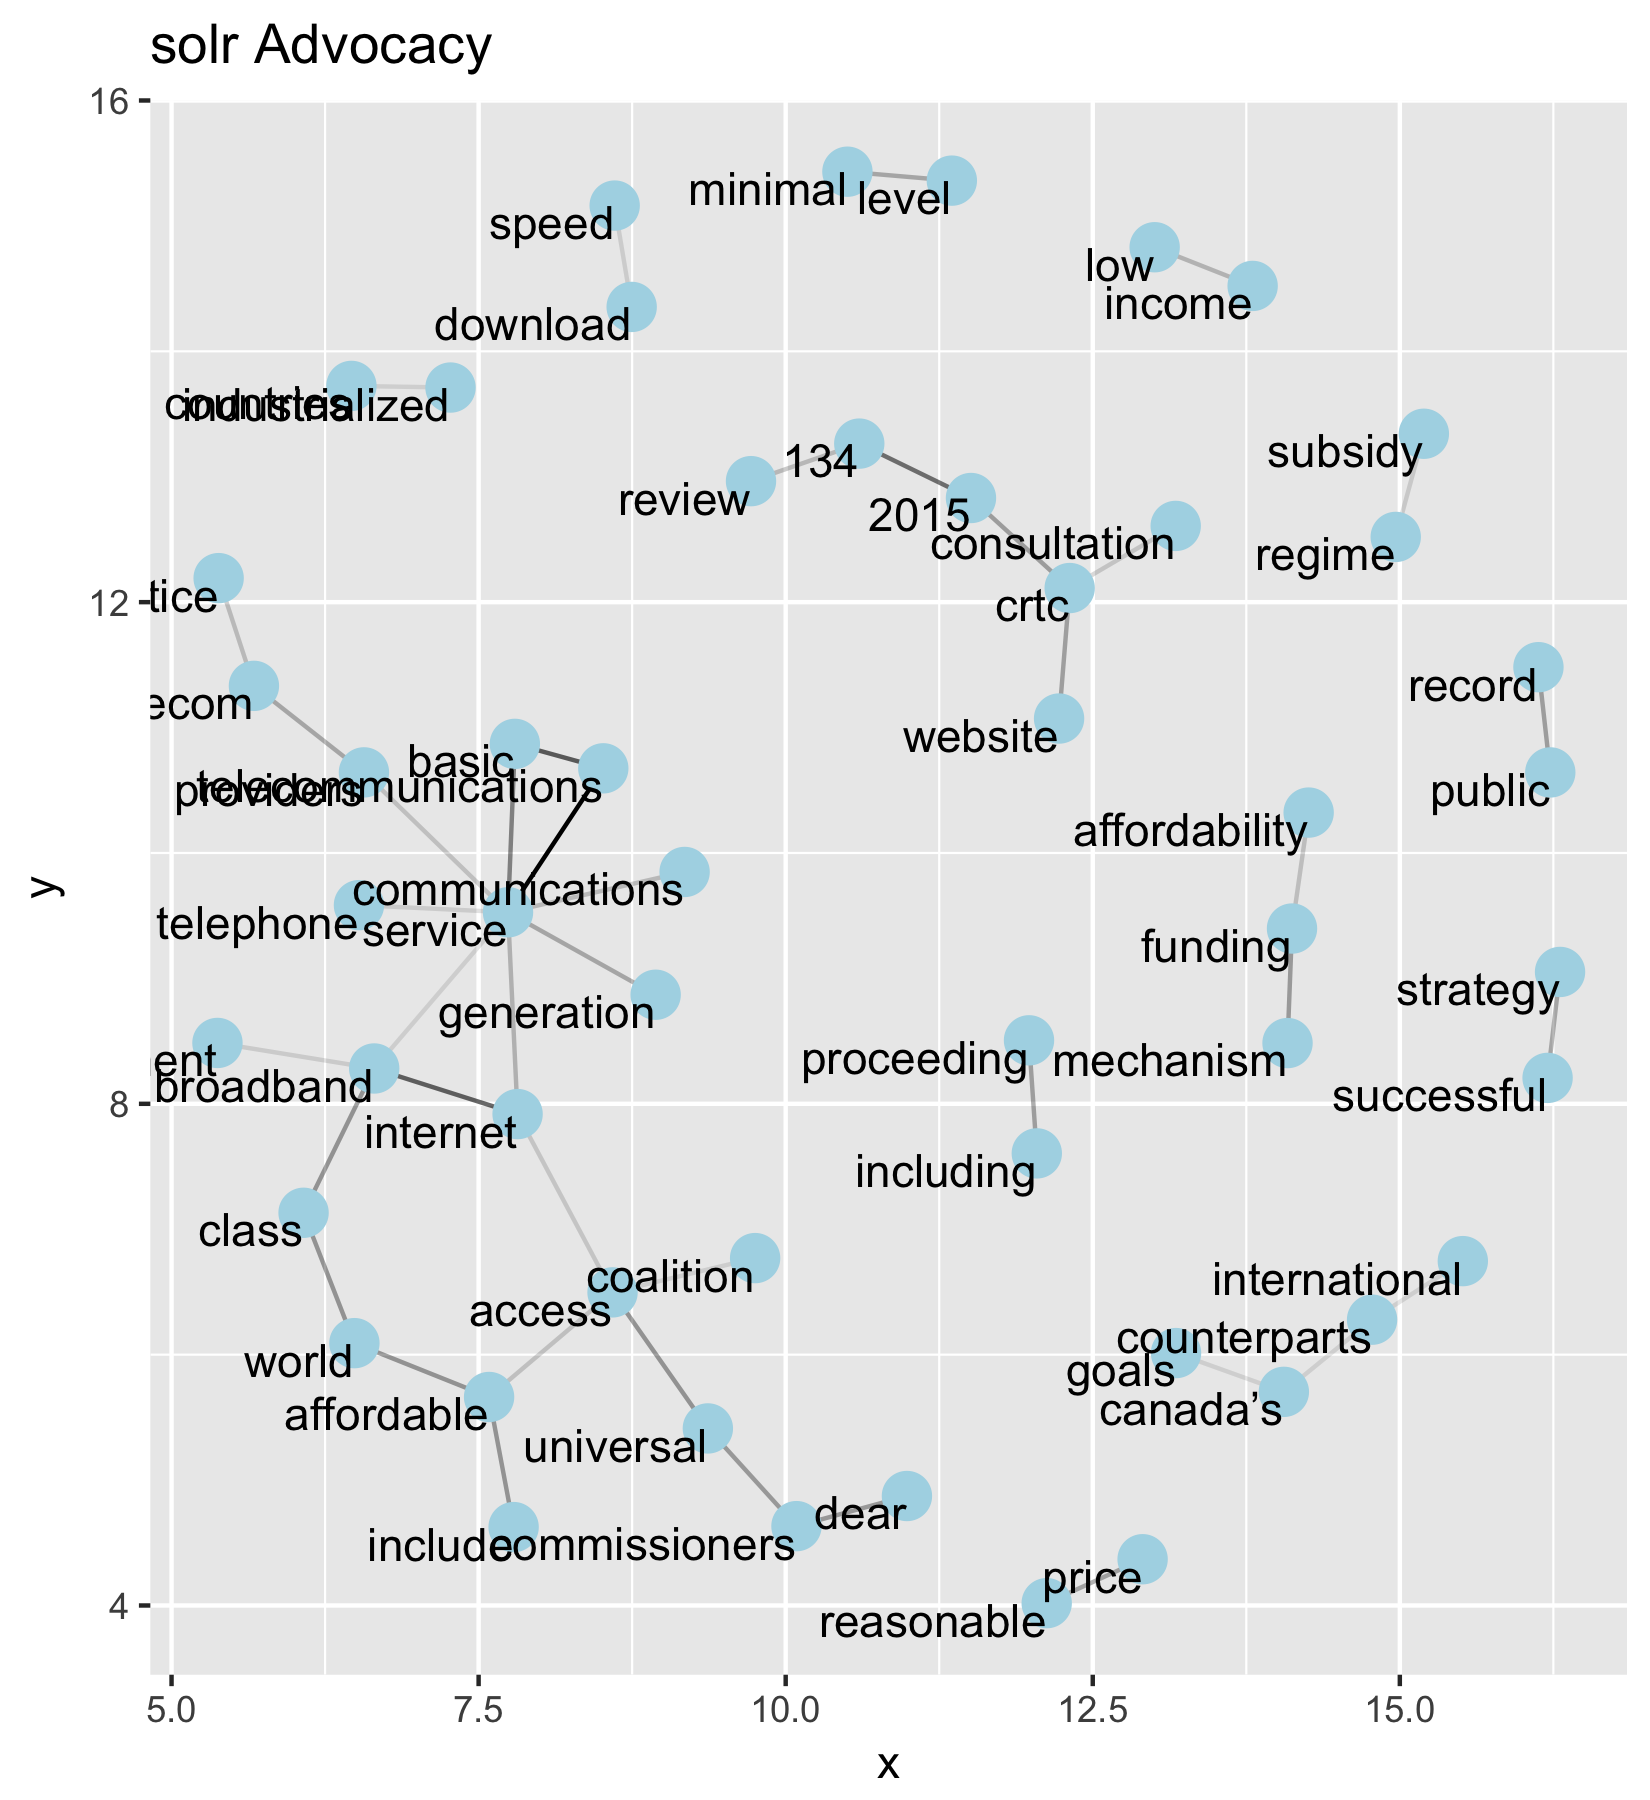 solr Advocacy
16
minimal
level
speed
low
income
download
countries
industrialized
134
subsidy
review
2015
consultation
regime
tice
12
crtc
record
ecom
website
basic
telecommunications
providers
public
affordability
y
communications
telephone
service
funding
strategy
generation
ent
proceeding
mechanism
broadband
successful
8
internet
including
class
coalition
international
access
counterparts
world
goals
affordable
canada’s
universal
dear
include
commissioners
price
4
reasonable
5.0
7.5
10.0
12.5
15.0
x